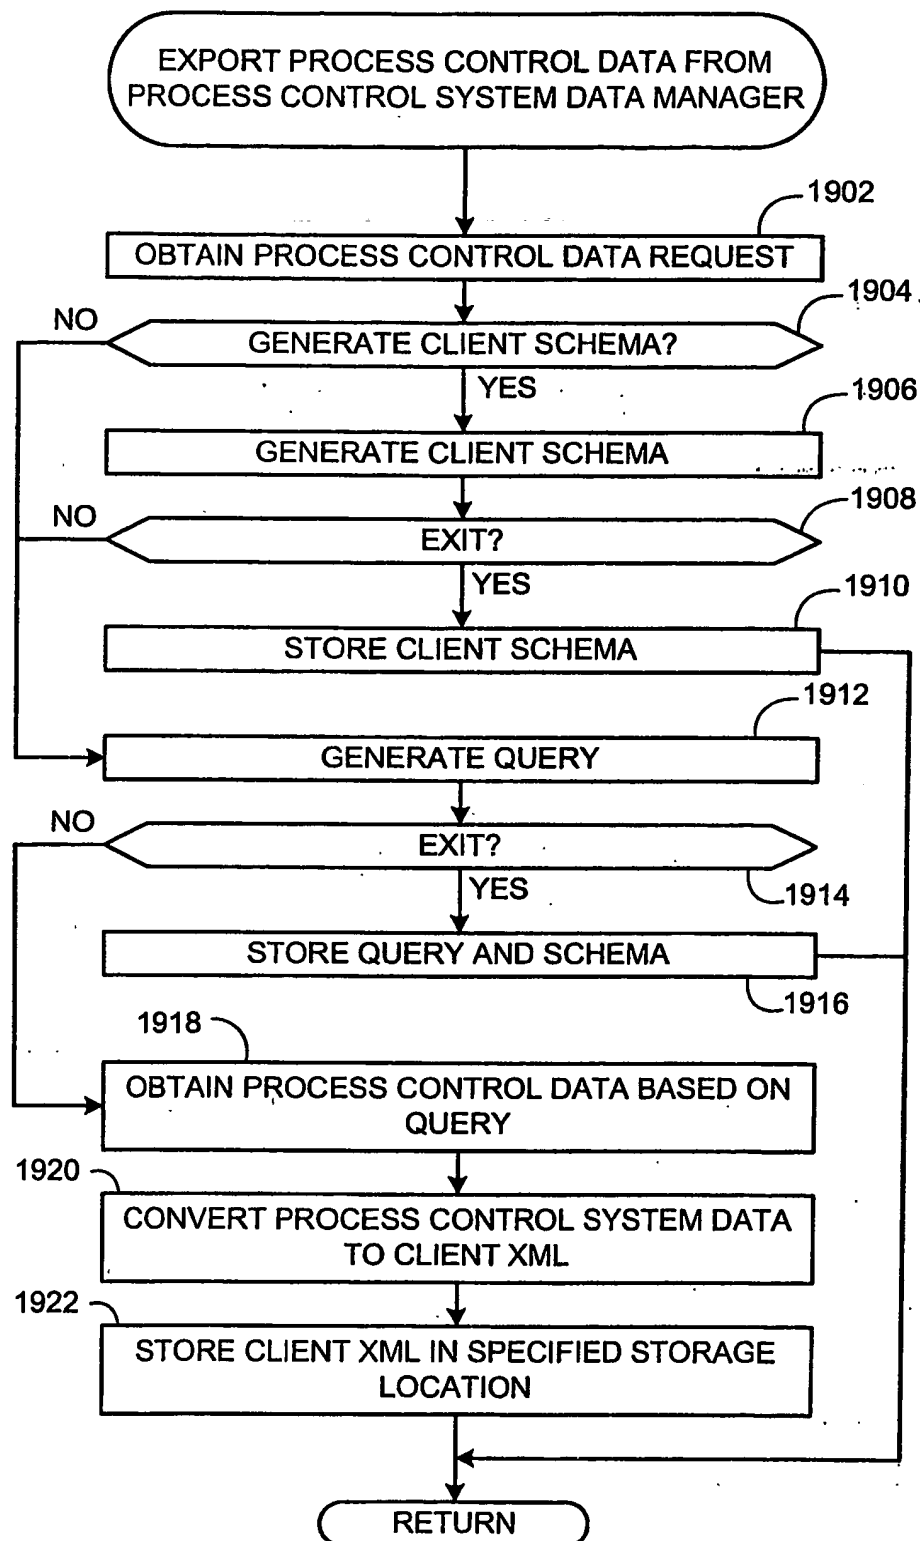 EXPORT PROCESS CONTROL DATA FROM
PROCESS CONTROL SYSTEM DATA MANAGER
1902
OBTAIN PROCESS CONTROL DATA REQUEST
1904
NO
GENERATE CLIENT SCHEMA?
YES
1906
GENERATE CLIENT SCHEMA
1908
NO
EXIT?
YES
1910
STORE CLIENT SCHEMA
1912
GENERATE QUERY
NO
EXIT?
YES
1914
STORE QUERY AND SCHEMA
1916
1918
OBTAIN PROCESS CONTROL DATA BASED ON
QUERY
1920
CONVERT PROCESS CONTROL SYSTEM DATA
TO CLIENT XML
1922
STORE CLIENT XML IN SPECIFIED STORAGE
LOCATION
RETURN